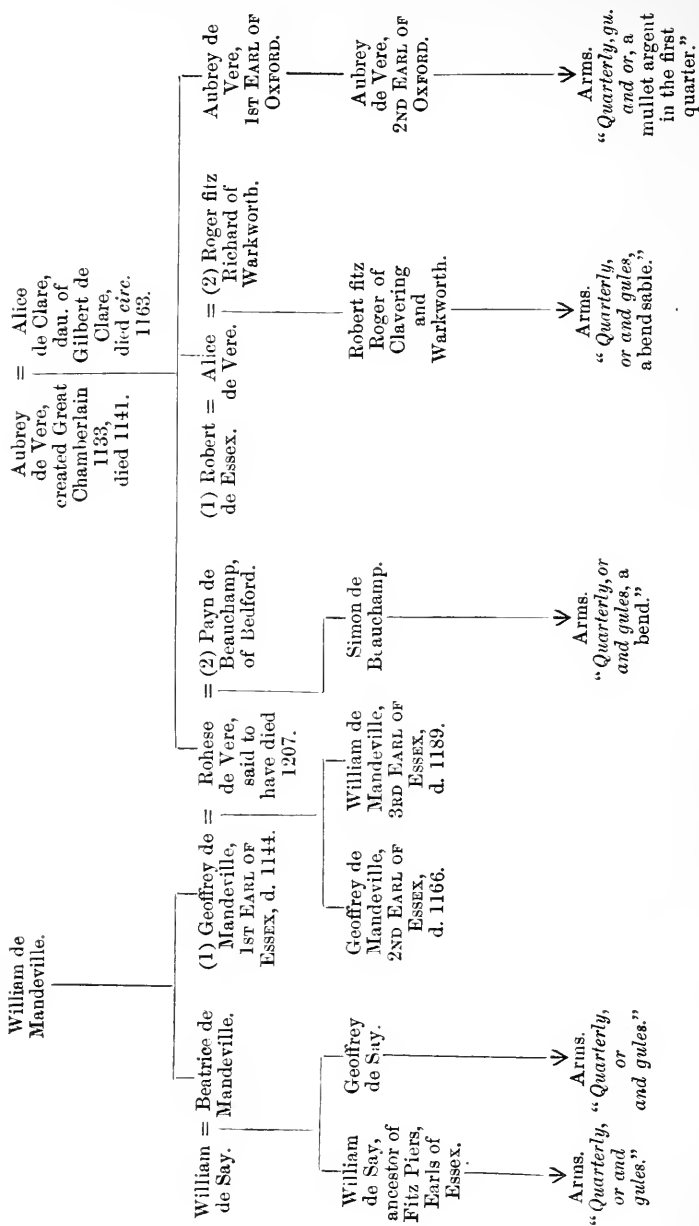 William de
Mandeville.
Aubrey
de Vere,
created Great
Chamberlain
1133,
died 1141.
=
Alice
de Clare,
dau. of
Gilbert de
Clare,
died circ.
1163.
William
de Say.
=
Beatrice de
Mandeville.
(1) Geoffrey de
Mandeville,
1ST EARL OF
ESSEX, d. 1144.
=
Rohese
de Vere,
said to
have died
1207.
= (2) Payn de
Beauchamp,
of Bedford.
(1) Robert
de Essex.
=
Alice
de Vere.
= (2) Roger fitz
Richard of
Warkworth.
Aubrey de
Vere,
1ST EARL OF
OXFORD.
William
de Say,
ancestor of
Fitz Piers,
Earls of
Essex.
Geoffrey
de Say.
Geoffrey de
Mandeville,
2ND EARL OF
ESSEX,
d. 1166.
William de
Mandeville,
3RD EARL OF
ESSEX,
d. 1189.
Simon de
Beauchamp.
Robert fitz
Roger of
Clavering
and
Warkworth.
Aubrey
de Vere,
2ND EARL OF
OXFORD.
Arms.
“Quarterly,
or and
gules.”
Arms.
“Quarterly,
or
and gules.”
Arms.
“Quarterly, or
and gules, a
bend.”
Arms.
“Quarterly,
or and gules,
a bend sable.”
Arms.
“Quarterly, gu.
and or, a
mullet argent
in the first
quarter.”